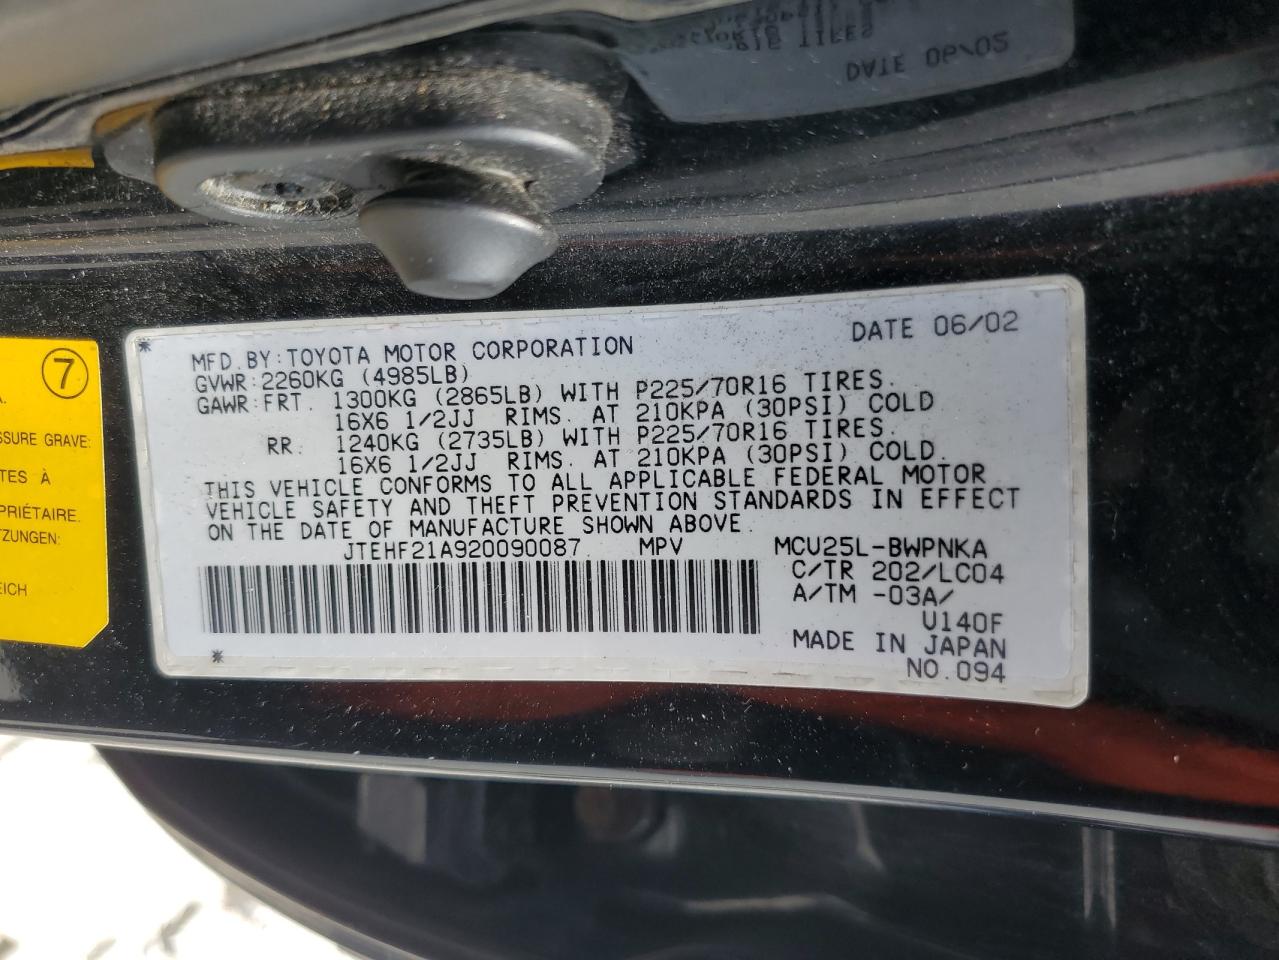 DATE 06/02
MFD. BY: TOYOTA MOTOR CORPORATION
GVWR: 2260KG (4985LB)
GAWR: FRT. 1300KG (2865LB) WITH P225/70R16 TIRES.
16X6 1/2JJ RIMS. AT 210KPA (30PSI) COLD
RR. 1240KG (2735LB) WITH P225/70R16 TIRES.
16X6 1/2JJ RIMS. AT 210KPA (30PSI) COLD.
THIS VEHICLE CONFORMS TO ALL APPLICABLE FEDERAL MOTOR
VEHICLE SAFETY AND THEFT PREVENTION STANDARDS IN EFFECT
ON THE DATE OF MANUFACTURE SHOWN ABOVE.
JTEHF21A920090087 MPV MCU25L-BWPNKA
C/TR 202/LC04
A/TM -03A/
U140F
MADE IN JAPAN
NO. 094
7
A.
SSURE GRAVE:
TES À
PRIÉTAIRE.
TZUNGEN
EICH
TIRES
DATE 06/02